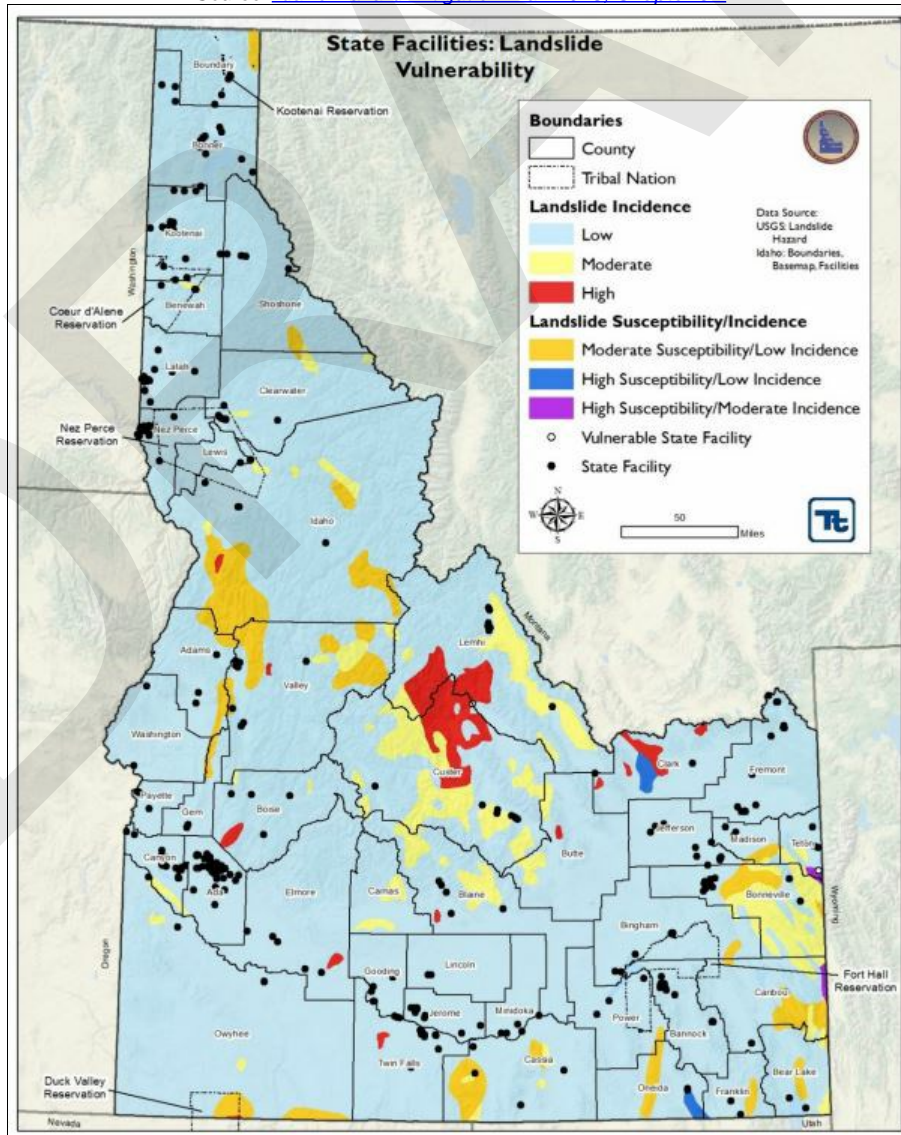 State Facilities: Landslide
Vulnerability
Boundaries
County
Tribal Nation
Landslide Incidence
Low
Moderate
High
Data Source:
USGS: Landslide
Hazard
Idaho: Boundaries,
Basemap, Facilities
Landslide Susceptibility/Incidence
Moderate Susceptibility/Low Incidence
High Susceptibility/Low Incidence
High Susceptibility/Moderate Incidence
Vulnerable State Facility
State Facility
N
W E
S
50
Miles
Tt
Boundary
Kootenai Reservation
Bonner
Kootenai
Washington
Coeur d'Alene
Reservation
Benewah
Shoshone
Latah
Clearwater
Nez Perce
Reservation
Nez Perce
Lewis
Idaho
Montana
Lemhi
Adams
Valley
Washington
Custer
Clark
Fremont
Payette
Gem
Boise
Jefferson
Madison
Teton
Butte
Canyon
Ada
Elmore
Camas
Blaine
Bonneville
Wyoming
Oregon
Bingham
Gooding
Lincoln
Fort Hall
Reservation
Caribou
Jerome
Minidoka
Power
Bannock
Owyhee
Twin Falls
Cassia
Oneida
Franklin
Bear Lake
Duck Valley
Reservation
Nevada
Utah
DRA